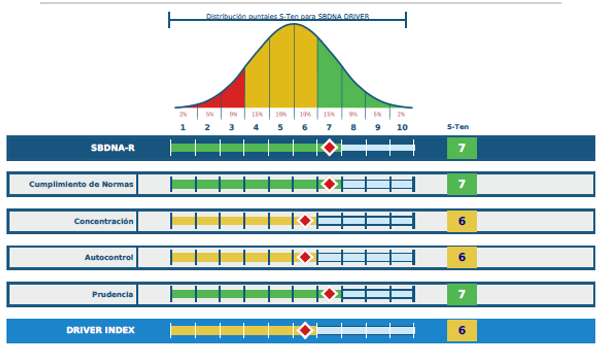 Distribución puntajes S-Ten para SBDNA DRIVER
2% 5% 9% 15% 19% 19% 15% 9% 5% 2%
1 2 3 4 5 6 7 8 9 10 S-Ten
SBDNA-R 7
Cumplimiento de Normas 7
Concentración 6
Autocontrol 6
Prudencia 7
DRIVER INDEX 6